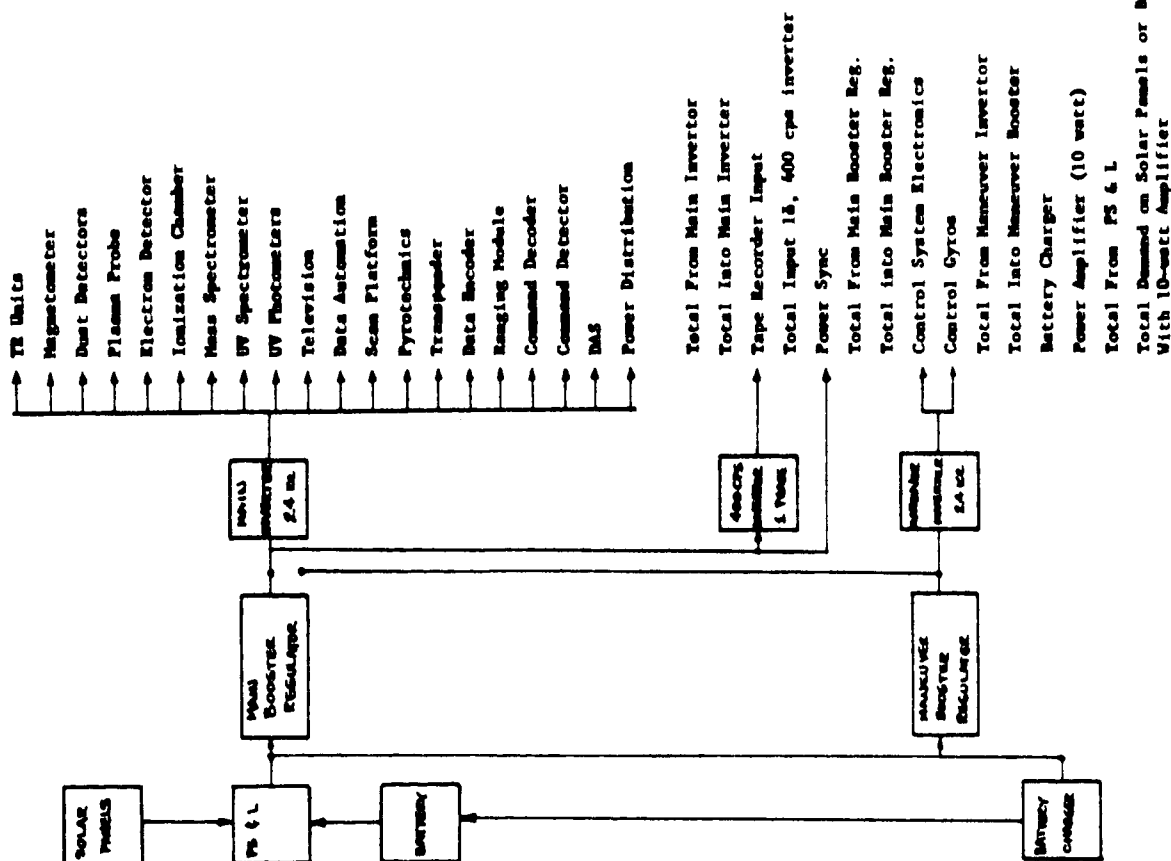 TR Units
Magnetometer
Dust Detectors
Plasma Probe
Electron Detector
Ionization Chamber
Mass Spectrometer
UV Spectrometer
UV Photometers
Television
Data Automation
Scan Platform
Pyrotechnics
Transponder
Data Encoder
Ranging Module
Command Decoder
Command Detector
DAS
Power Distribution
Total From Main Invertor
Total Into Main Inverter
Tape Recorder Input
Total Input 1ϕ, 400 cps inverter
Power Sync
Total From Main Booster Reg.
Total into Main Booster Reg.
Control System Electronics
Control Gyros
Total From Maneuver Invertor
Total Into Maneuver Booster
Battery Charger
Power Amplifier (10 watt)
Total From PS & L
Total Demand on Solar Panels or
With 10-watt Amplifier
MAIN
INVERTER
2.4 KC
400-CPS
INVERTER
1 PHASE
MANEUVER
INVERTER
2.4 KC
MAIN
BOOSTER
REGULATOR
MANEUVER
BOOSTER
REGULATOR
SOLAR
PANELS
PS & L
BATTERY
BATTERY
CHARGER